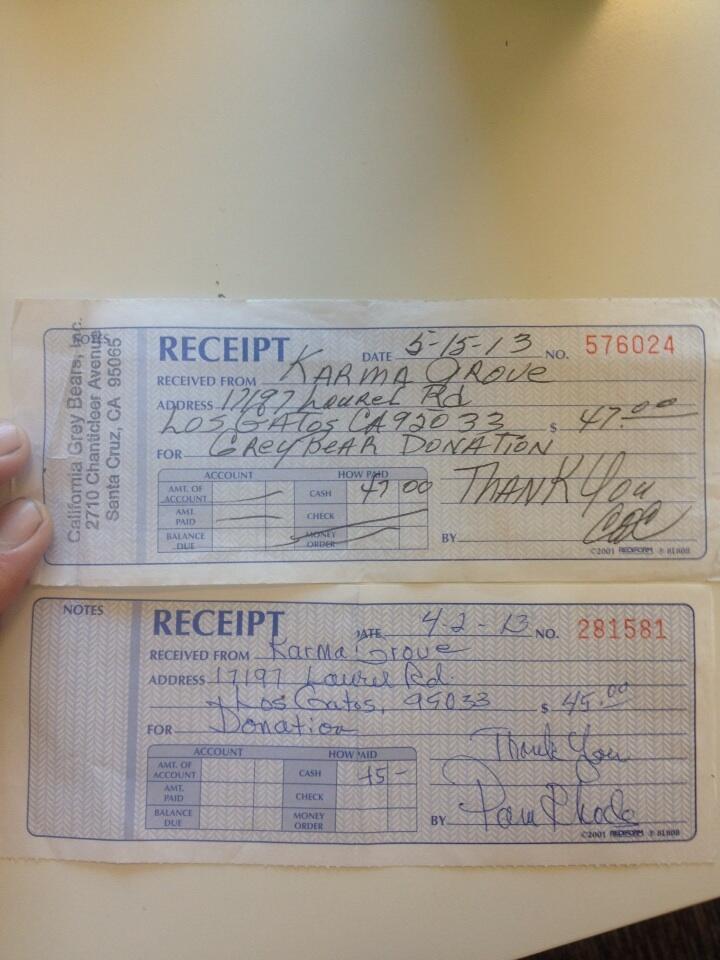 California Grey Bears, Inc.
2710 Chanticleer Avenue
Santa Cruz, CA 95065
NOTES
RECEIPT DATE 5-15-13 NO. 576024
RECEIVED FROM KARMA GROVE
ADDRESS 17197 Laurel Rd
LOS GATOS CA 92033 $ 47.00
FOR GREY BEAR DONATION
ACCOUNT HOW PAID
AMT. OF ACCOUNT CASH 47 00
THANK You
AMT. PAID CHECK
BALANCE DUE MONEY ORDER
BY
©2001 REDIFORM ® 8L808
NOTES
RECEIPT DATE 4-2-13 NO. 281581
RECEIVED FROM Karma Grove
ADDRESS 17197 Laurel Rd.
Los Gatos, 95033 $ 45.00
FOR Donation
Thank You
ACCOUNT HOW PAID
AMT. OF ACCOUNT CASH 45-
AMT. PAID CHECK
BALANCE DUE MONEY ORDER
BY Pam Rhode
©2001 REDIFORM ® 8L808